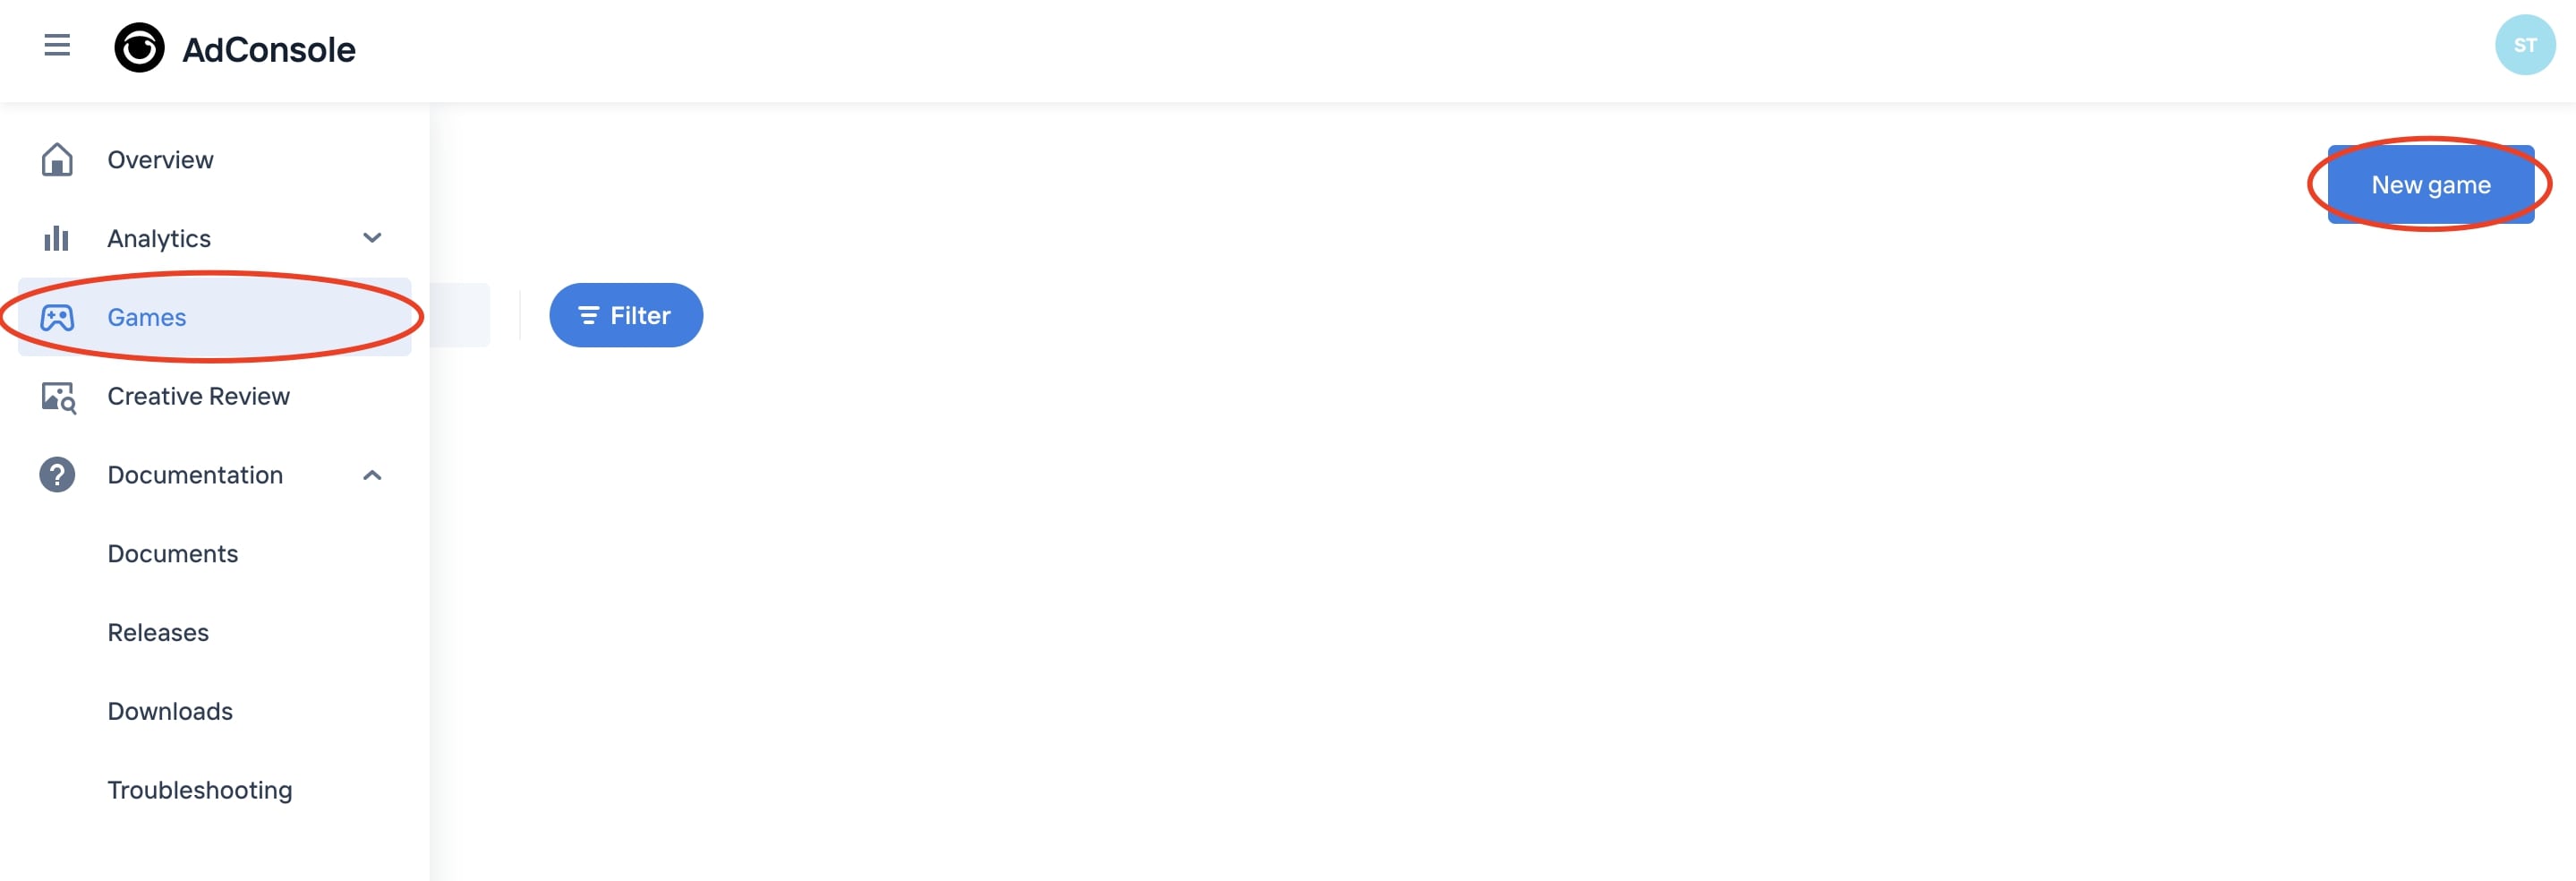 AdConsole
ST
Overview
New game
Analytics
Games
Filter
Creative Review
Documentation
Documents
Releases
Downloads
Troubleshooting